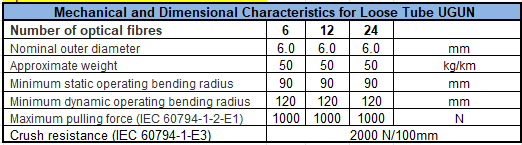 Mechanical and Dimensional Characteristics for Loose Tube UGUN
Number of optical fibres 6 12 24
Nominal outer diameter 6.0 6.0 6.0 mm
Approximate weight 50 50 50 kg/km
Minimum static operating bending radius 90 90 90 mm
Minimum dynamic operating bending radius 120 120 120 mm
Maximum pulling force (IEC 60794-1-2-E1) 1000 1000 1000 N
Crush resistance (IEC 60794-1-E3) 2000 N/100mm